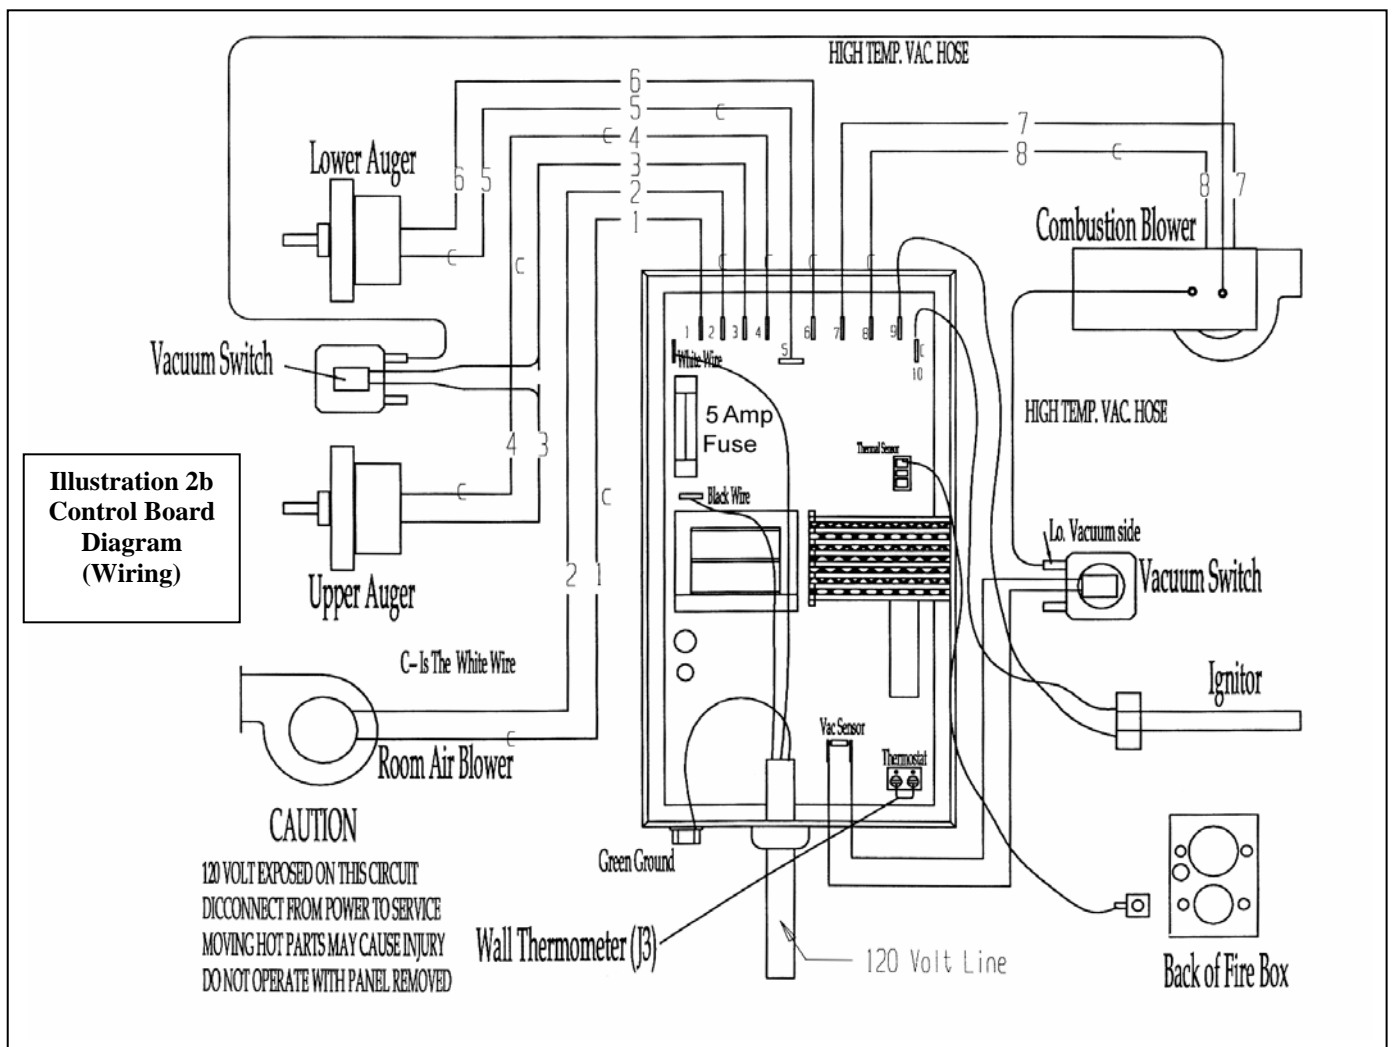 HIGH TEMP. VAC. HOSE
6
5 C
C 4
3
2
1
7
8 C
Lower Auger
6 5
C
C
8 7
Combustion Blower
C C C C
1 2 3 4 5 6 7 8 9
C
10
Vacuum Switch
White Wire
5 Amp
Fuse
HIGH TEMP. VAC. HOSE
4 3
Thermal Sensor
Illustration 2b
Control Board
Diagram
(Wiring)
C
C
Black Wire
Lo. Vacuum side
Vacuum Switch
2 1
Upper Auger
C- Is The White Wire
Ignitor
Vac Sensor
C
Room Air Blower
Thermostat
CAUTION
120 VOLT EXPOSED ON THIS CIRCUIT
DICCONNECT FROM POWER TO SERVICE
MOVING HOT PARTS MAY CAUSE INJURY
DO NOT OPERATE WITH PANEL REMOVED
Green Ground
Wall Thermometer (J3)
120 Volt Line
Back of Fire Box